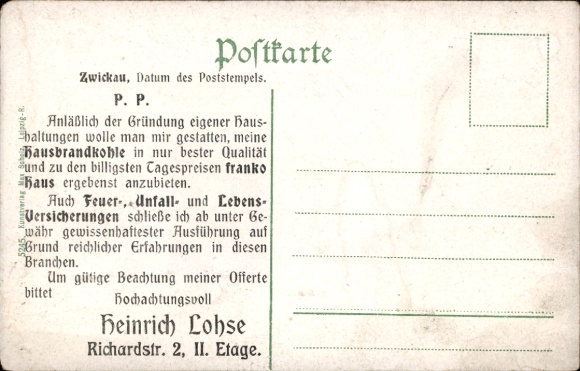 Postkarte
Zwickau, Datum des Poststempels.
P. P.
Anläßlich der Gründung eigener Haus-
haltungen wolle man mir gestatten, meine
Hausbrandkohle in nur bester Qualität
und zu den billigsten Tagespreisen franko
Haus ergebenst anzubieten.
Auch Feuer-, Unfall- und Lebens-
Versicherungen schließe ich ab unter Ge-
währ gewissenhaftester Ausführung auf
Grund reichlicher Erfahrungen in diesen
Branchen.
Um gütige Beachtung meiner Offerte
bittet
Hochachtungsvoll
Heinrich Lohse
Richardstr. 2, II. Etage.
Kunstverlag Max Leipzig-R.